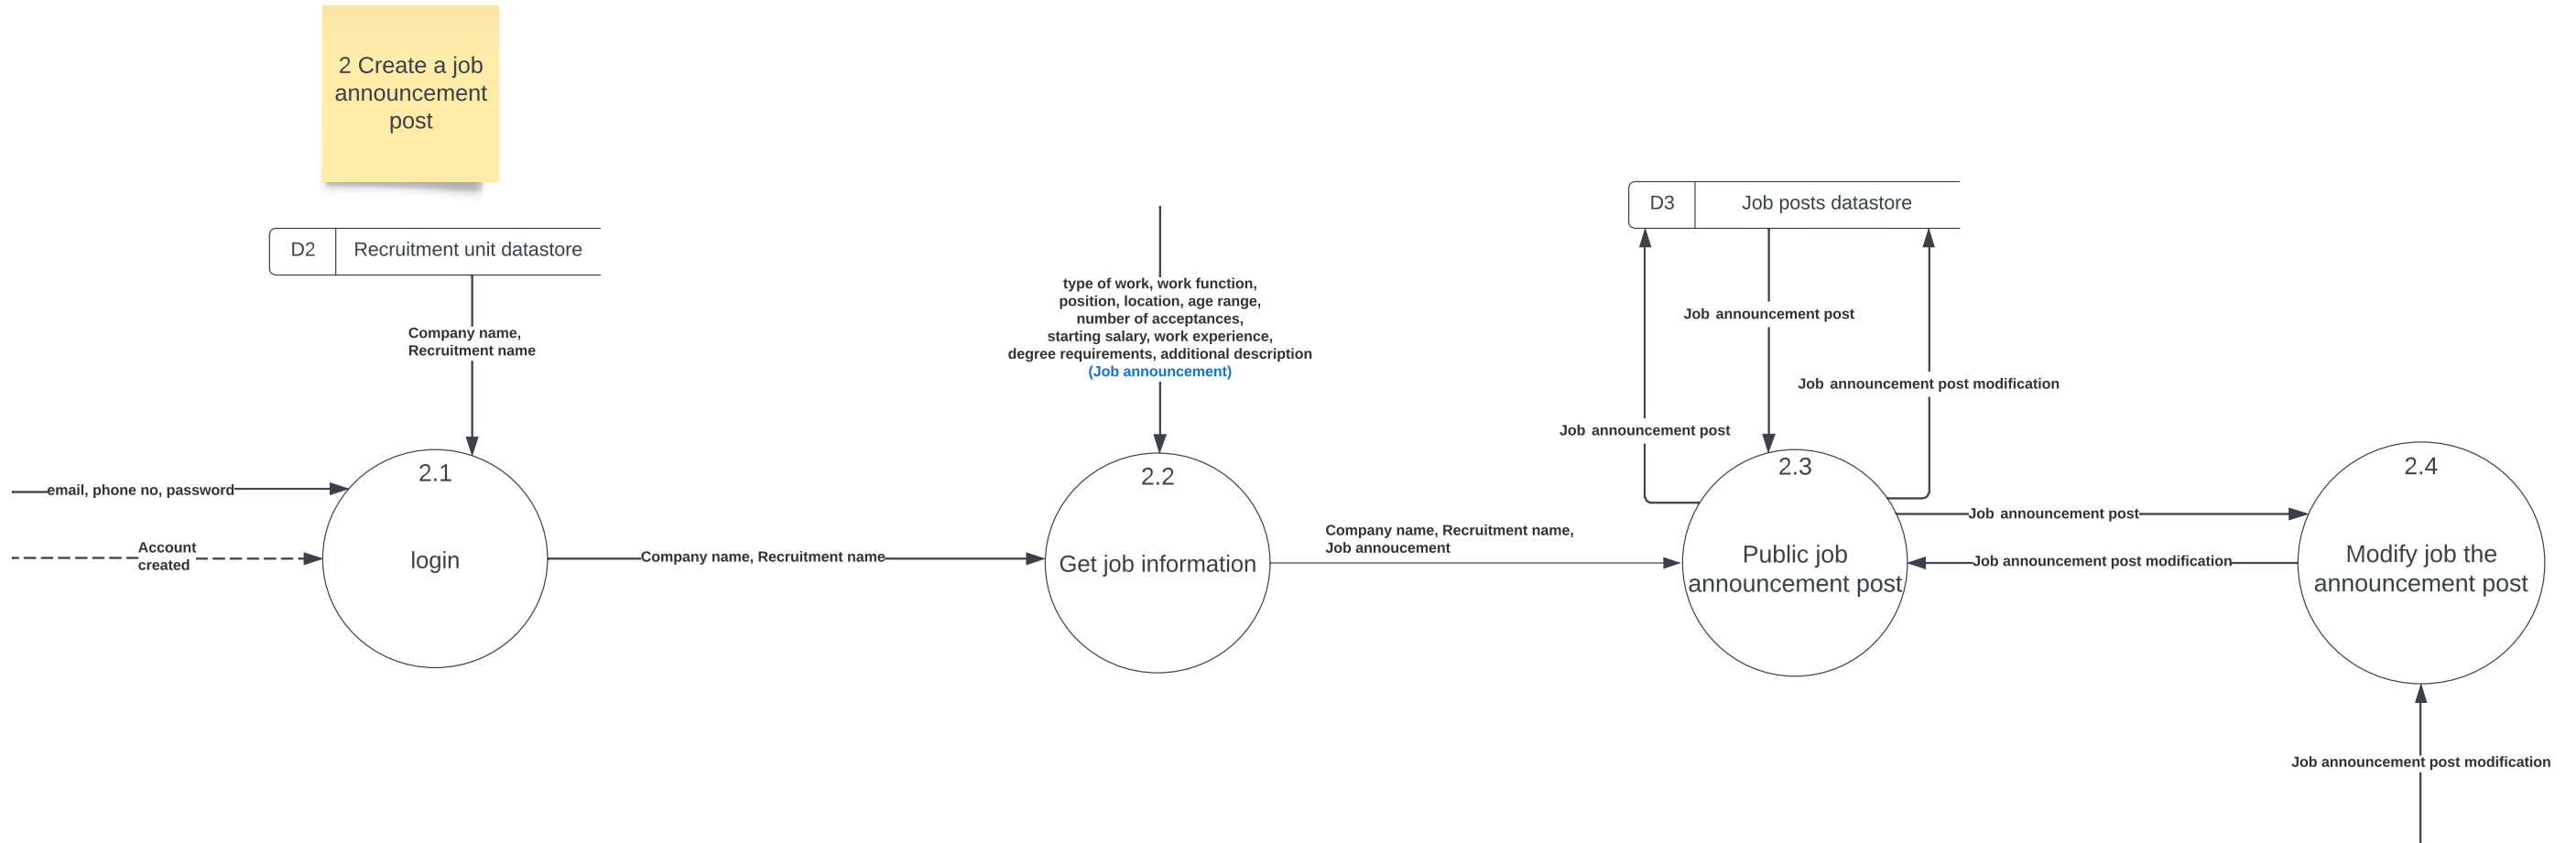 2 Create a job
announcement
post
D2
Recruitment unit datastore
Company name,
Recruitment name
email, phone no, password
Account
created
2.1
login
Company name, Recruitment name
type of work, work function,
position, location, age range,
number of acceptances,
starting salary, work experience,
degree requirements, additional description
(Job announcement)
2.2
Get job information
Company name, Recruitment name,
Job annoucement
D3
Job posts datastore
Job announcement post
Job announcement post modification
Job announcement post
2.3
Public job
announcement post
Job announcement post
Job announcement post modification
2.4
Modify job the
announcement post
Job announcement post modification